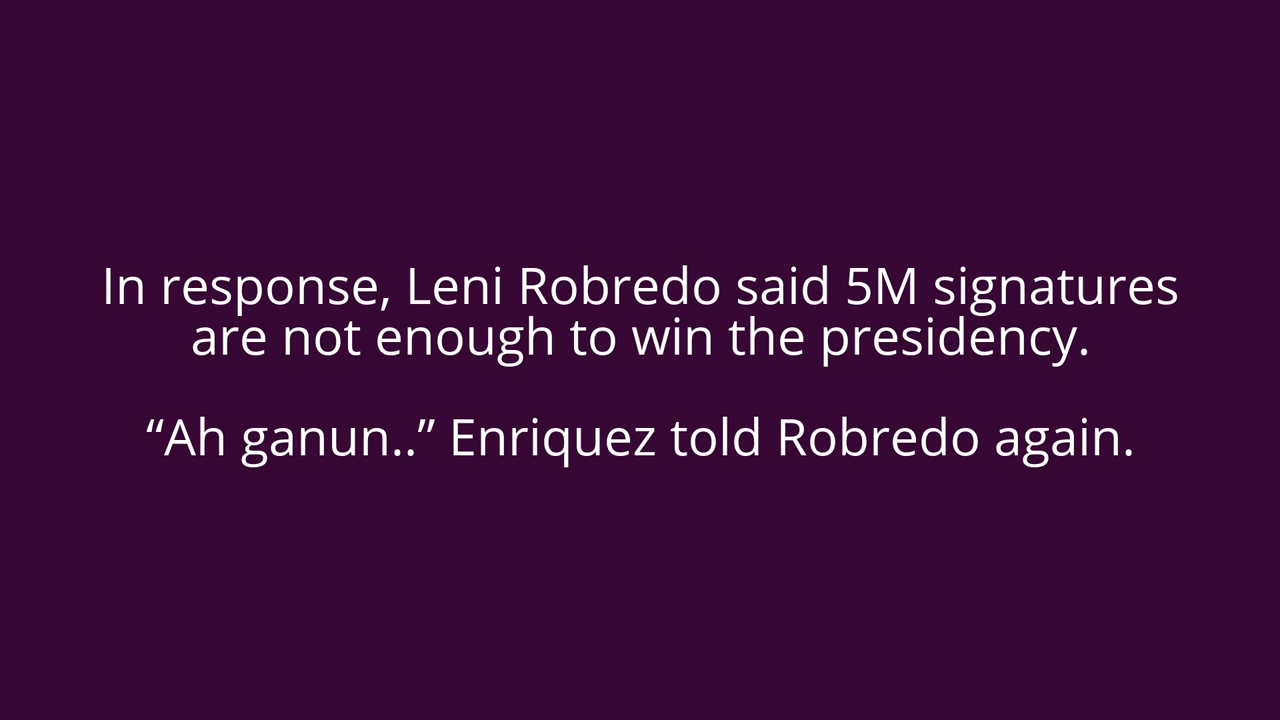 In response, Leni Robredo said 5M signatures
are not enough to win the presidency.
“Ah ganun..” Enriquez told Robredo again.